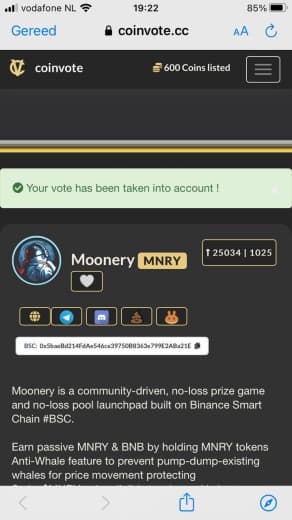 vodafone NL 19:22 85%
Gereed coinvote.cc AA
coinvote 600 Coins listed
Your vote has been taken into account !
Moonery MNRY
25034 | 1025
Moonery is a community-driven, no-loss prize game
and no-loss pool launchpad built on Binance Smart
Chain #BSC.
Earn passive MNRY & BNB by holding MNRY tokens
Anti-Whale feature to prevent pump-dump-existing
whales for price movement protecting